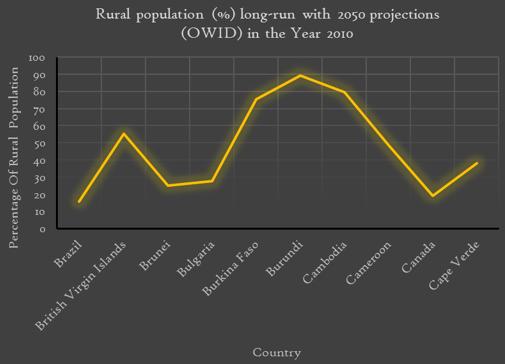 Rural population (%) long-run with 2050 projections
(OWID) in the Year 2010
Percentage Of Rural Population
100
90
80
70
60
50
40
30
20
10
0
Brazil
British Virgin Islands
Brunei
Bulgaria
Burkina Faso
Burundi
Cambodia
Cameroon
Canada
Cape Verde
Country